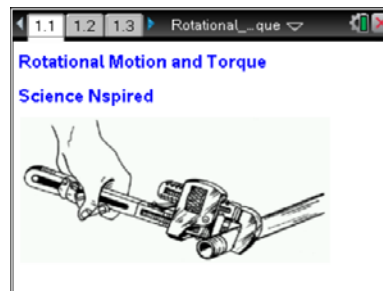 1.1 1.2 1.3 Rotational_...que
Rotational Motion and Torque
Science Nspired